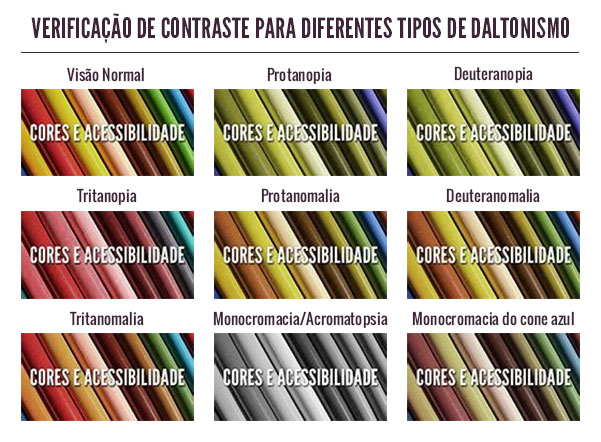 VERIFICAÇÃO DE CONTRASTE PARA DIFERENTES TIPOS DE DALTONISMO
Visão Normal
Protanopia
Deuteranopia
CORES E ACESSIBILIDADE
CORES E ACESSIBILIDADE
CORES E ACESSIBILIDADE
Tritanopia
Protanomalia
Deuteranomalia
CORES E ACESSIBILIDADE
CORES E ACESSIBILIDADE
CORES E ACESSIBILIDADE
Tritanomalia
Monocromacia/Acromatopsia
Monocromacia do cone azul
CORES E ACESSIBILIDADE
CORES E ACESSIBILIDADE
CORES E ACESSIBILIDADE